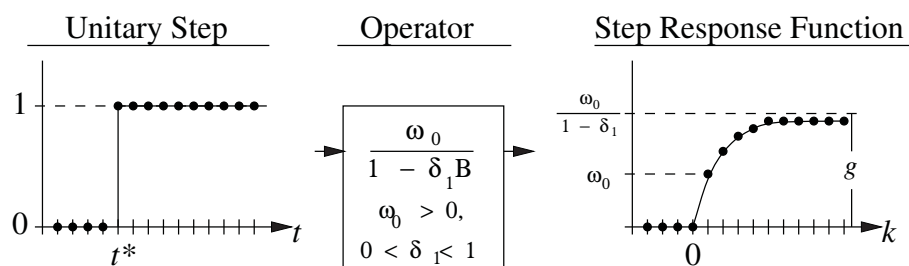 Unitary Step
1
0
t*
t
Operator
ω₀
1 - δ₁B
ω₀ > 0,
0 < δ₁ < 1
Step Response Function
ω₀
1 - δ₁
ω₀
g
0
k